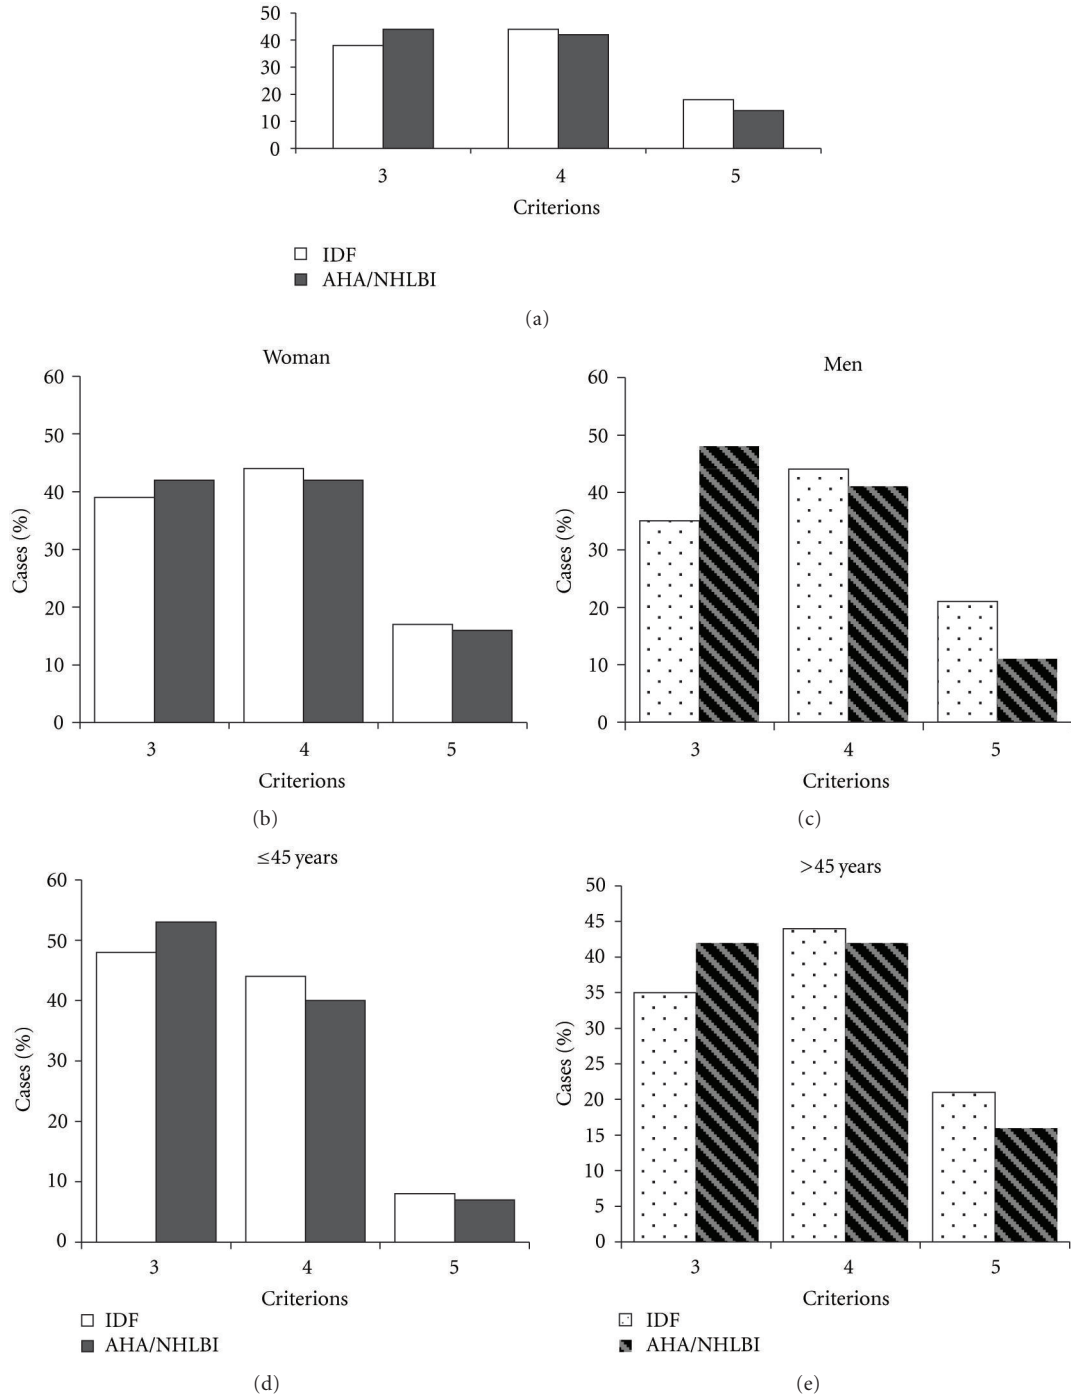 50
40
30
20
10
0
3 4 5
Criterions
IDF
AHA/NHLBI
(a)
Woman
60
50
40
30
20
10
0
Cases (%)
3 4 5
Criterions
(b)
Men
60
50
40
30
20
10
0
Cases (%)
3 4 5
Criterions
(c)
≤45 years
60
50
40
30
20
10
0
Cases (%)
3 4 5
Criterions
IDF
AHA/NHLBI
(d)
>45 years
50
45
40
35
30
25
20
15
10
5
0
Cases (%)
3 4 5
Criterions
IDF
AHA/NHLBI
(e)